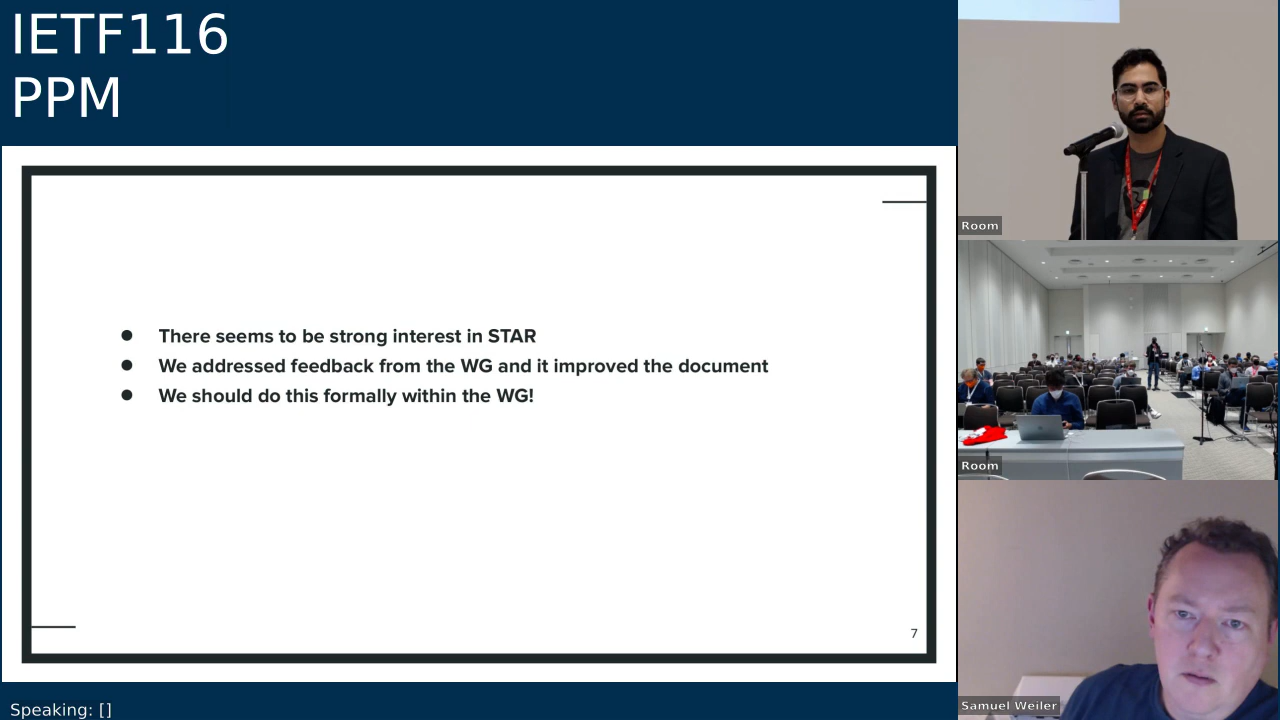 IETF116
PPM
There seems to be strong interest in STAR
We addressed feedback from the WG and it improved the document
We should do this formally within the WG!
7
Speaking: []
Room
Room
Samuel Weiler